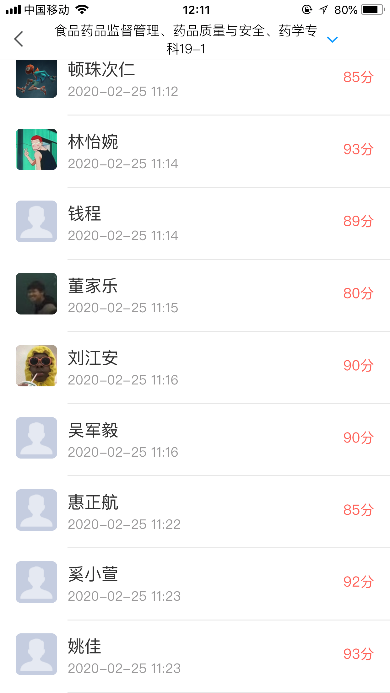 中国移动 12:11 80%
食品药品监督管理、药品质量与安全、药学专
科19-1
顿珠次仁 85分
2020-02-25 11:12
林怡婉 93分
2020-02-25 11:14
钱程 89分
2020-02-25 11:14
董家乐 80分
2020-02-25 11:15
刘江安 90分
2020-02-25 11:16
吴军毅 90分
2020-02-25 11:16
惠正航 85分
2020-02-25 11:22
奚小萱 92分
2020-02-25 11:23
姚佳 93分
2020-02-25 11:23